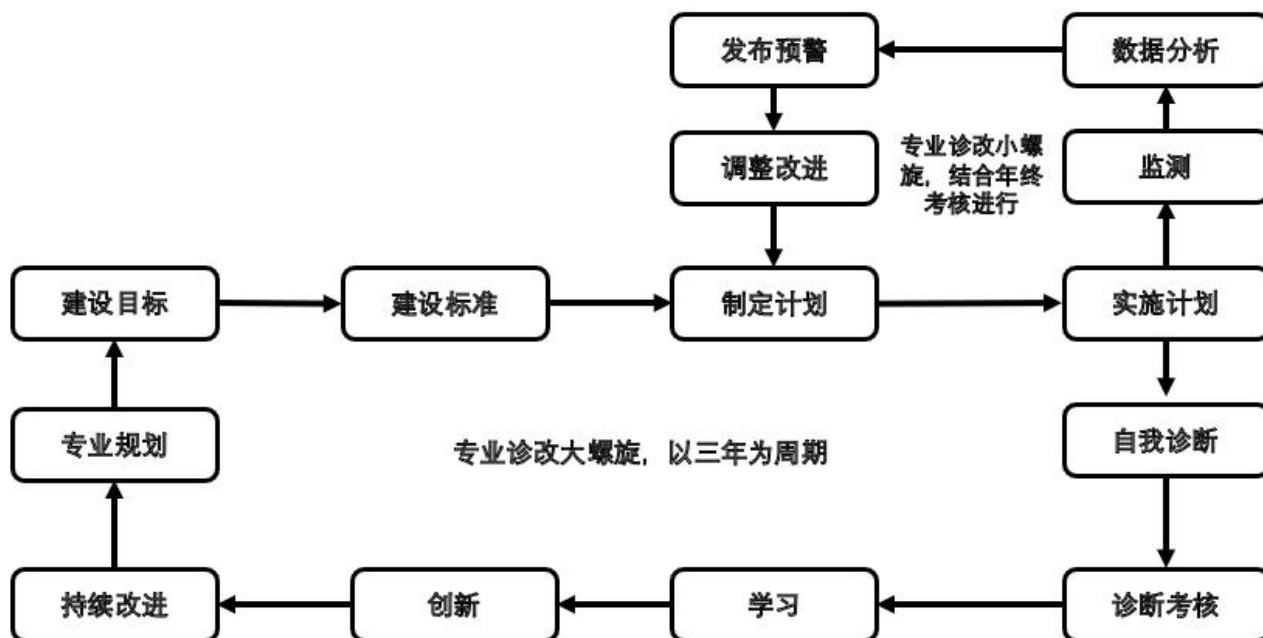 发布预警
数据分析
调整改进
专业诊改小螺
旋，结合年终
考核进行
监测
建设目标
建设标准
制定计划
实施计划
专业规划
专业诊改大螺旋，以三年为周期
自我诊断
持续改进
创新
学习
诊断考核